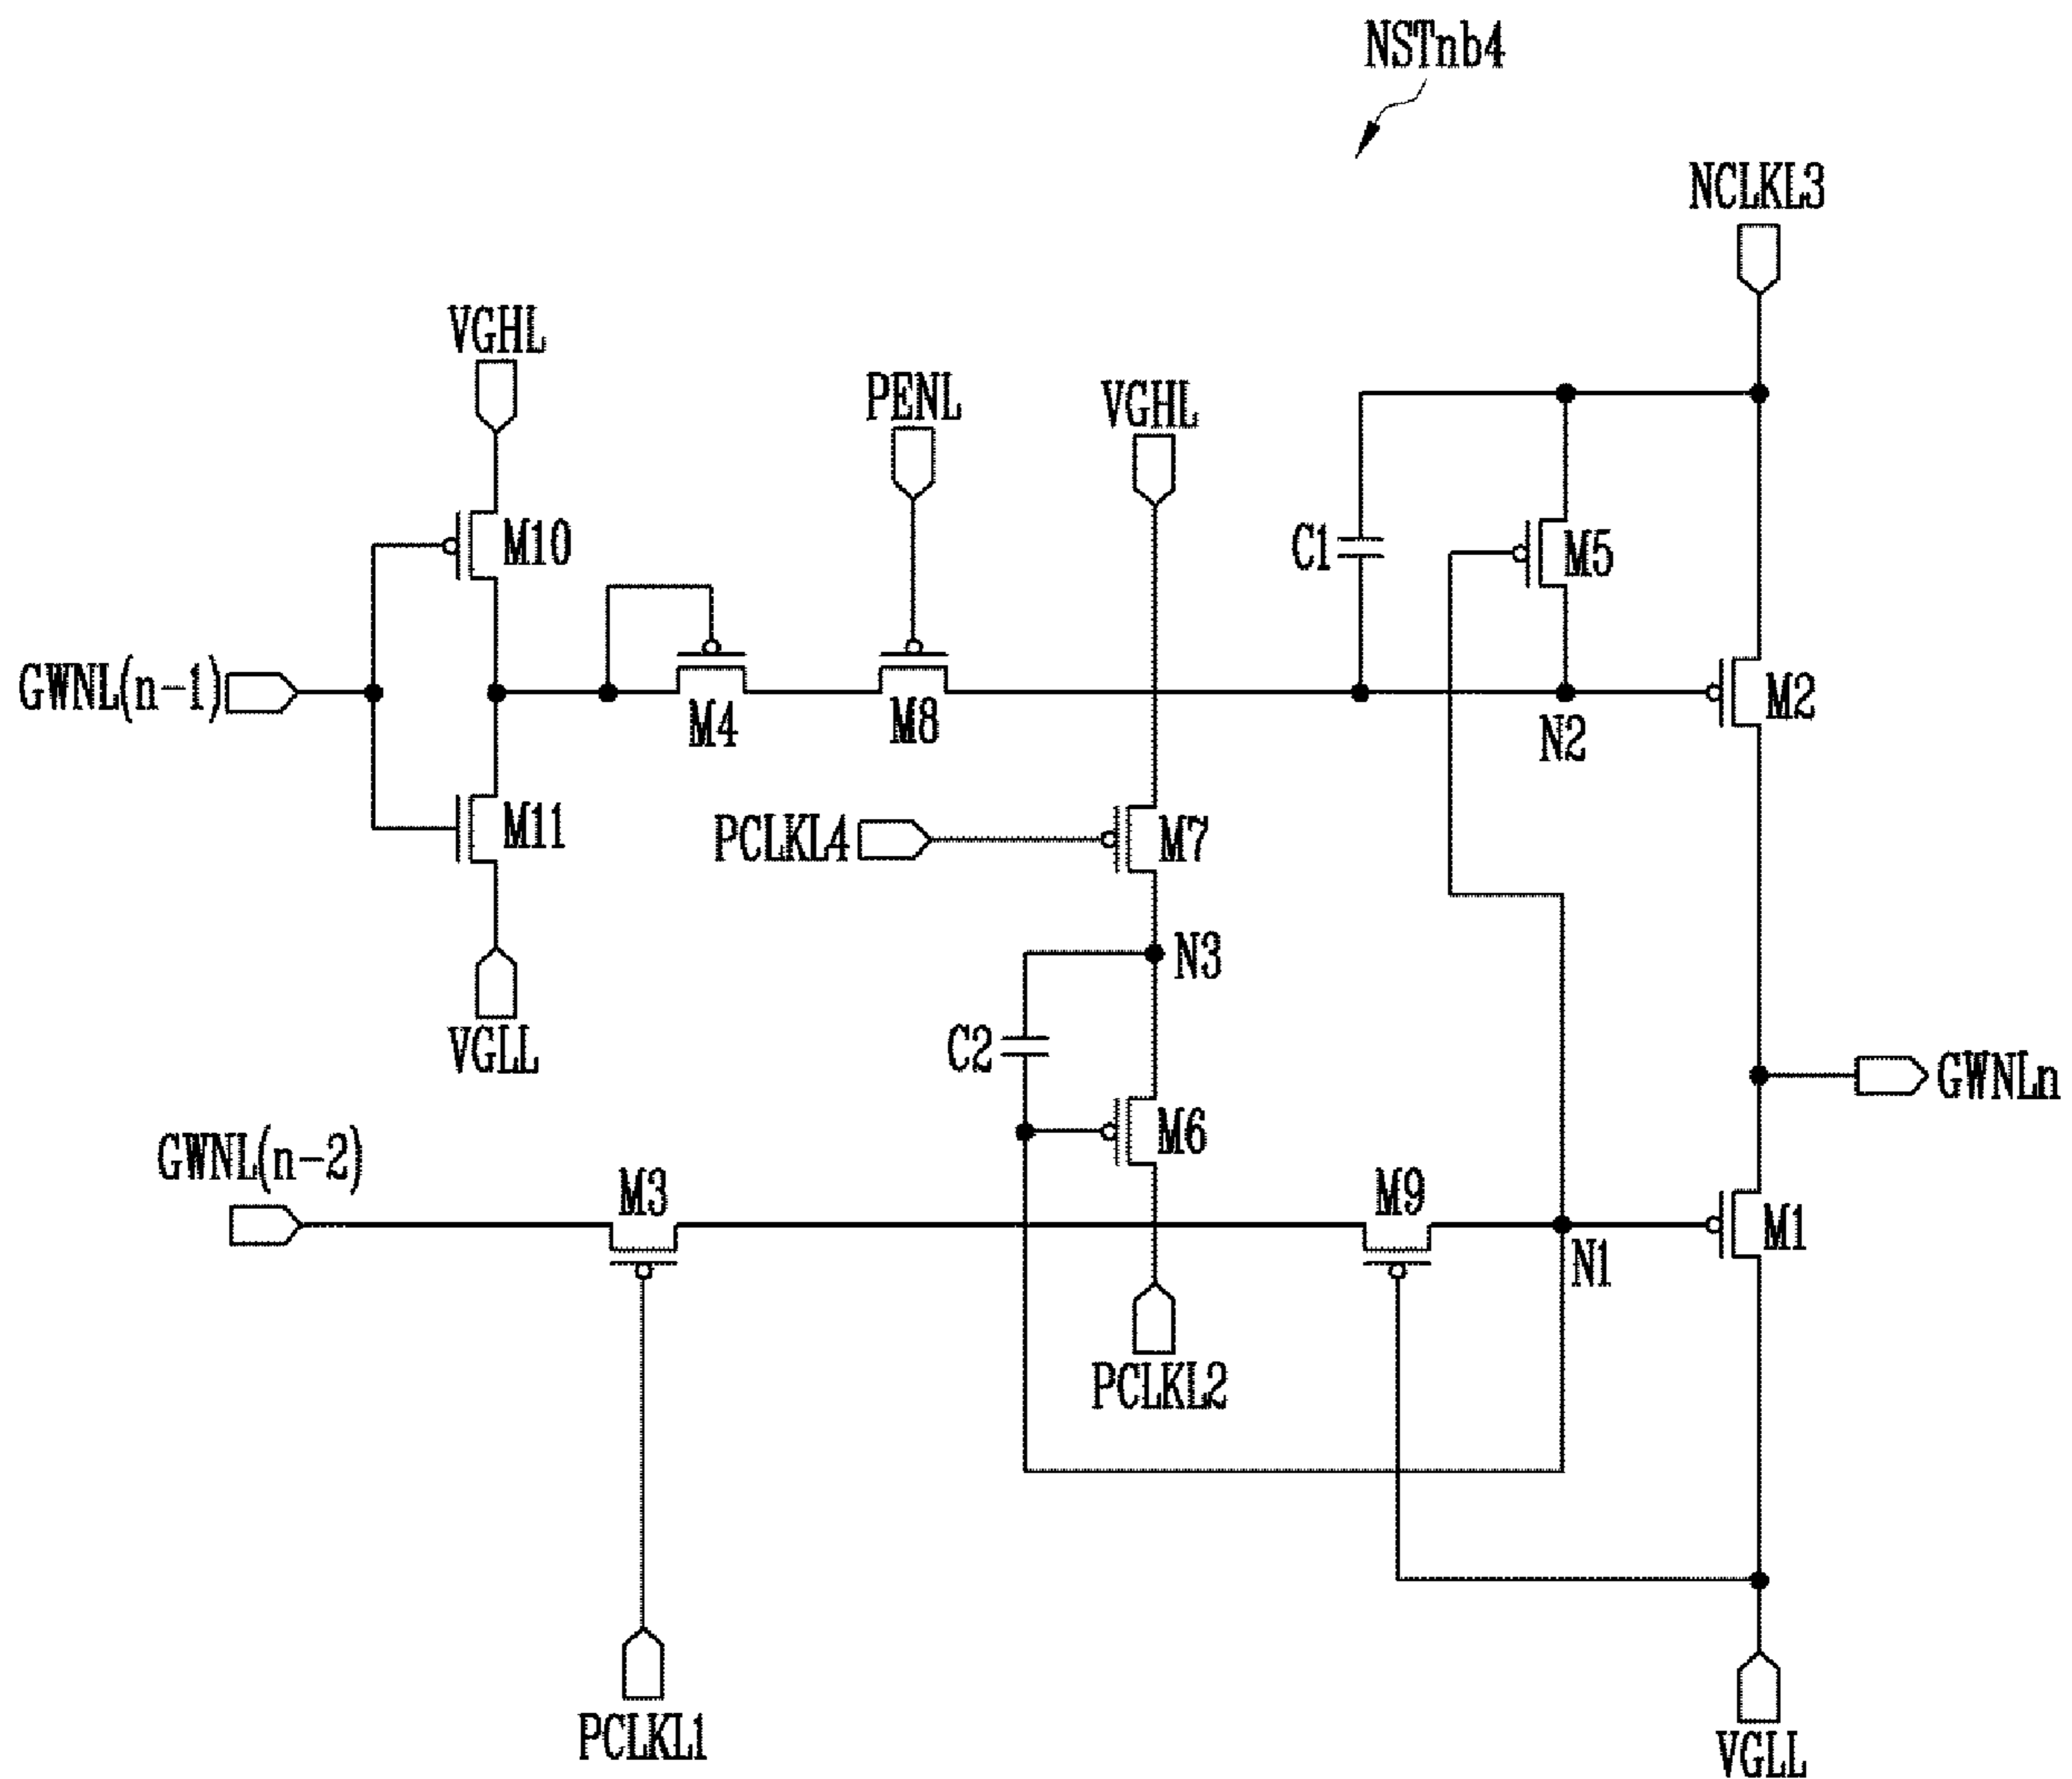 NSTnb4
NCLKL3
VGHL
PENL
VGHL
M10
C1
M5
GWNL(n-1)
M4
M8
N2
M2
M11
PCLKL4
M7
N3
VGLL
C2
GWNLn
M6
GWNL(n-2)
M3
M9
N1
M1
PCLKL2
PCLKL1
VGLL